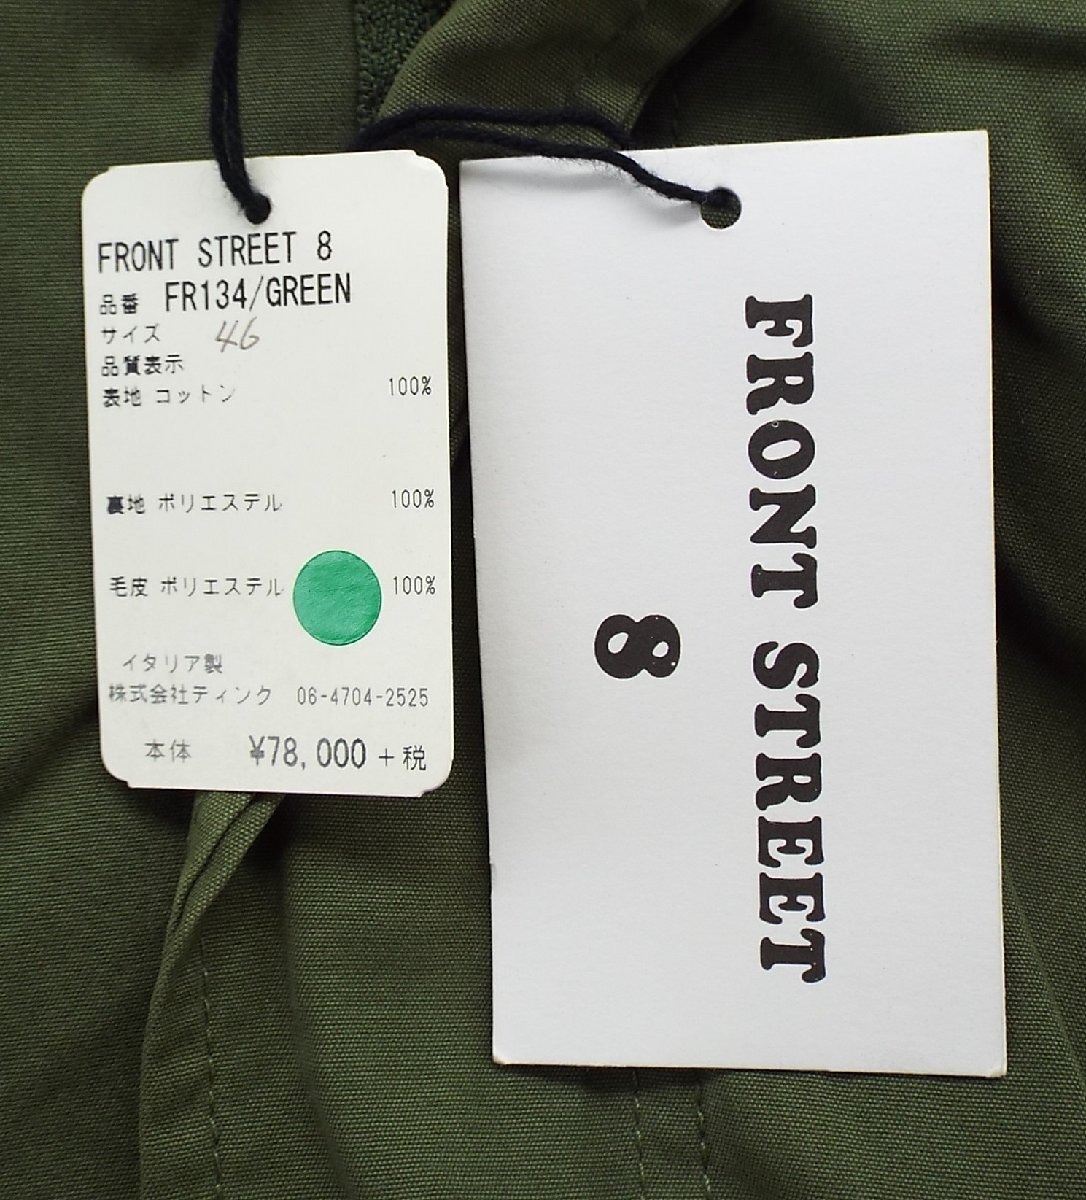 FRONT STREET 8
品番 FR134/GREEN
サイズ 46
品質表示
表地 コットン 100%
裏地 ポリエステル 100%
毛皮 ポリエステル 100%
イタリア製
株式会社ティンク 06-4704-2525
本体 ¥78,000 +税
FRONT STREET
8